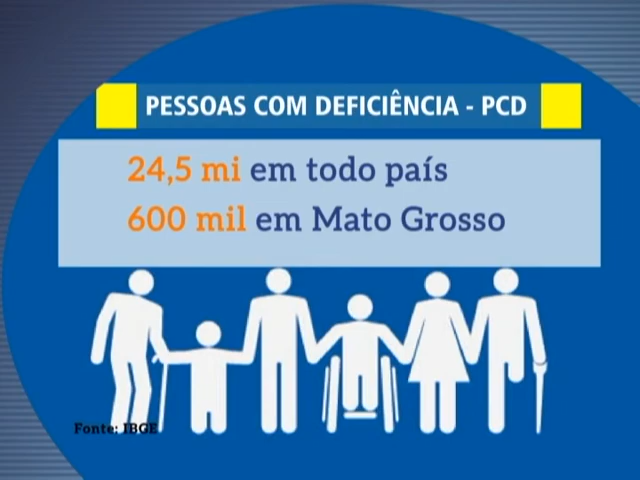 PESSOAS COM DEFICIÊNCIA - PCD
24,5 mi em todo país
600 mil em Mato Grosso
Fonte: IBGE